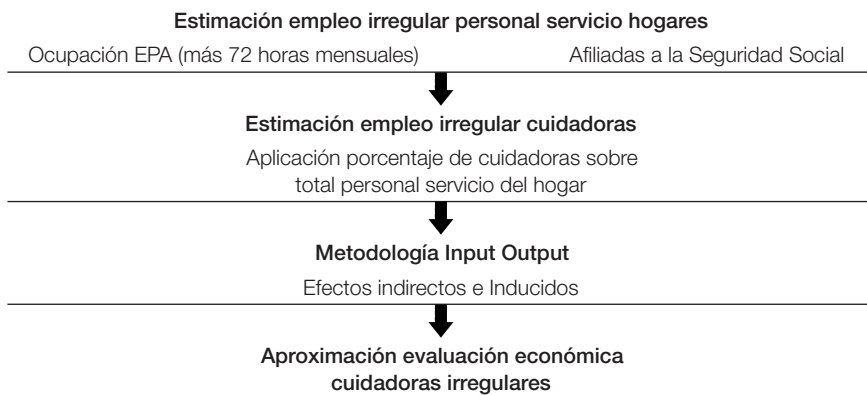 Estimación empleo irregular personal servicio hogares
Ocupación EPA (más 72 horas mensuales) Afiliadas a la Seguridad Social
Estimación empleo irregular cuidadoras
Aplicación porcentaje de cuidadoras sobre
total personal servicio del hogar
Metodología Input Output
Efectos indirectos e Inducidos
Aproximación evaluación económica
cuidadoras irregulares